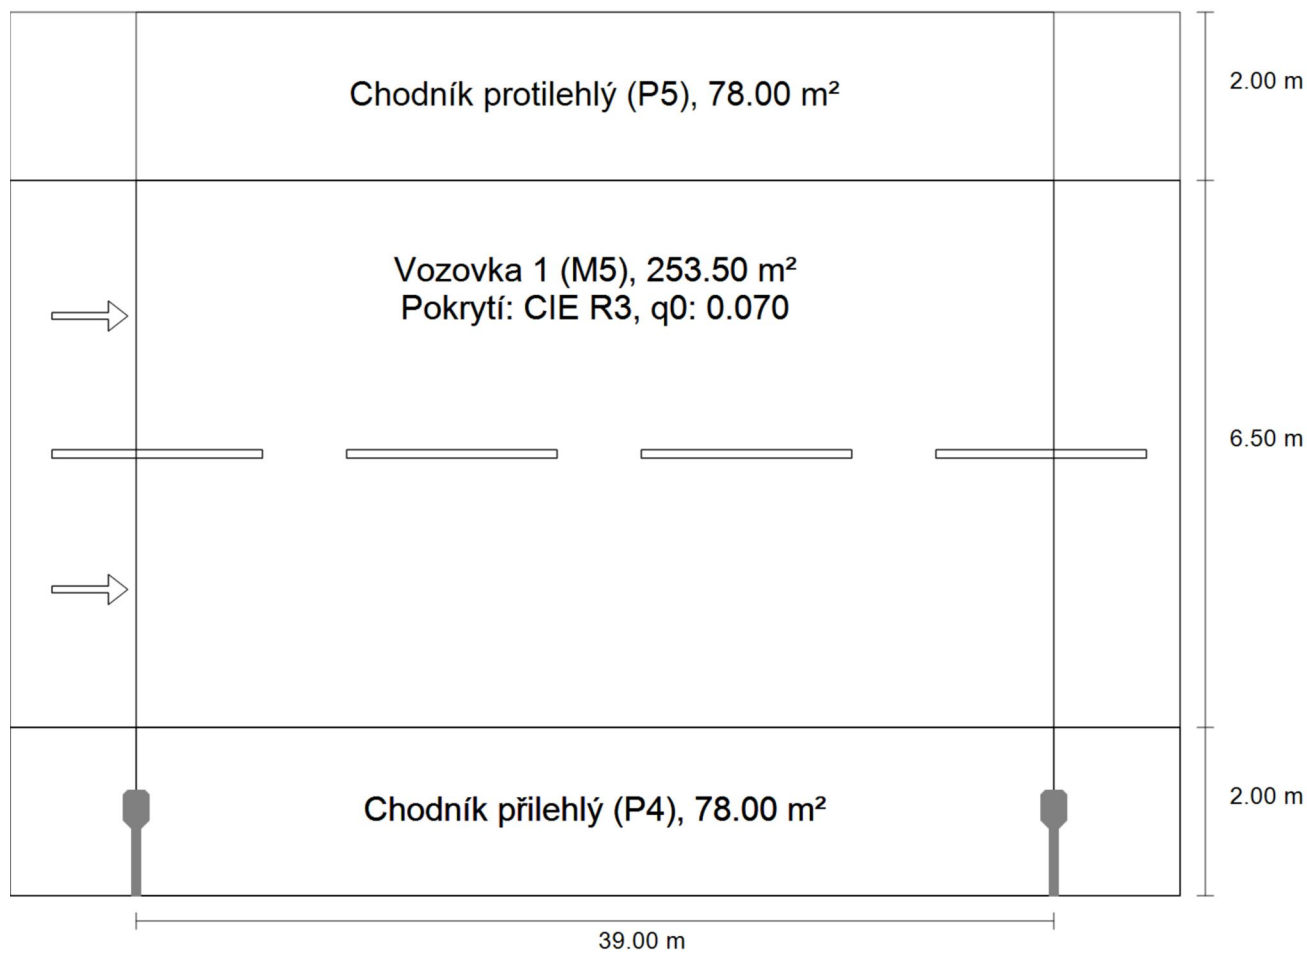 Chodník protilehlý (P5), 78.00 m²
2.00 m
Vozovka 1 (M5), 253.50 m²
Pokrytí: CIE R3, q0: 0.070
6.50 m
Chodník přilehlý (P4), 78.00 m²
2.00 m
39.00 m